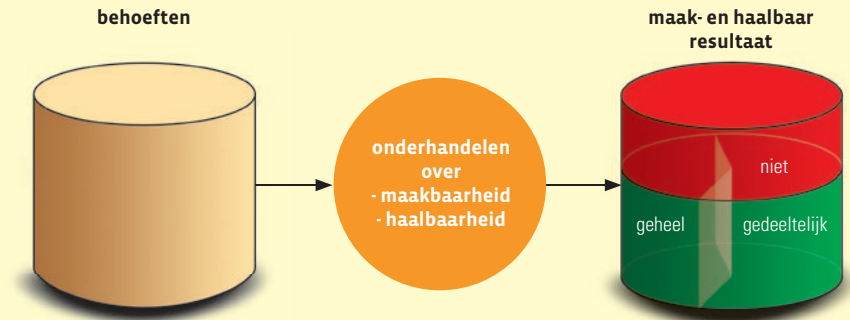 behoeften
onderhandelen
over
- maakbaarheid
- haalbaarheid
maak- en haalbaar
resultaat
niet
geheel
gedeeltelijk